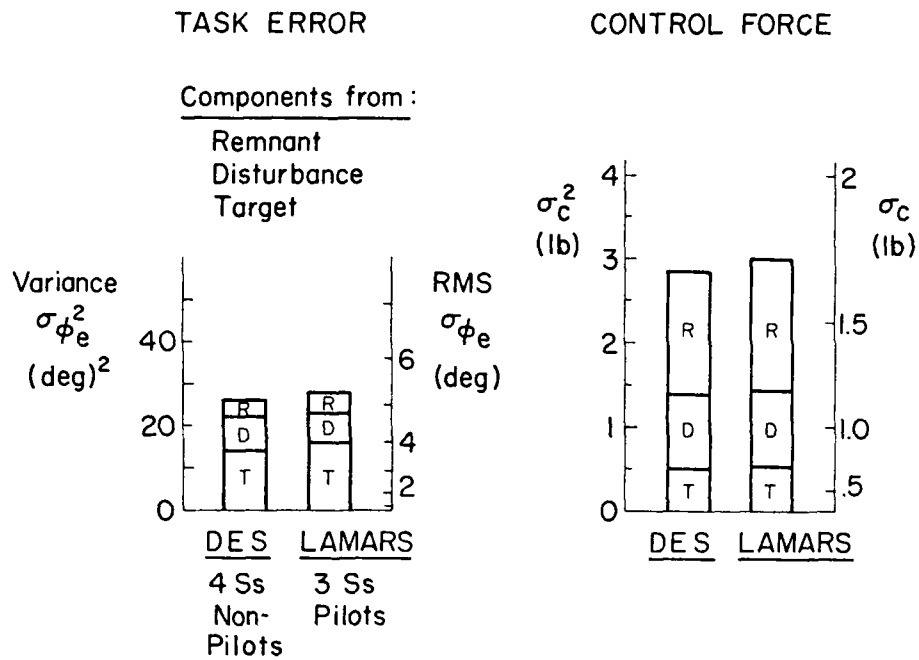 TASK ERROR
Components from:
Remnant
Disturbance
Target
Variance
σ²φe
(deg)²
40
20
0
RMS
σφe
(deg)
6
4
2
R
D
T
R
D
T
DES
LAMARS
4 Ss
Non-
Pilots
3 Ss
Pilots
CONTROL FORCE
σc²
(lb)
4
3
2
1
0
2
1.5
1.0
.5
σc
(lb)
R
D
T
R
D
T
DES
LAMARS